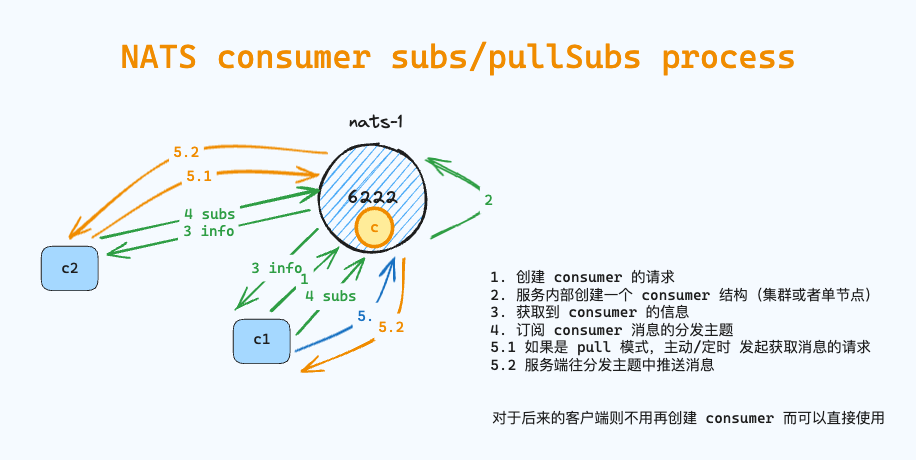 NATS consumer subs/pullSubs process
nats-1
5.2
5.1
6222
2
4 subs
3 info
c
c2
3 info
1
4 subs
5.
5.2
c1
1. 创建 consumer 的请求
2. 服务内部创建一个 consumer 结构（集群或者单节点）
3. 获取到 consumer 的信息
4. 订阅 consumer 消息的分发主题
5.1 如果是 pull 模式，主动/定时 发起获取消息的请求
5.2 服务端往分发主题中推送消息
对于后来的客户端则不用再创建 consumer 而可以直接使用